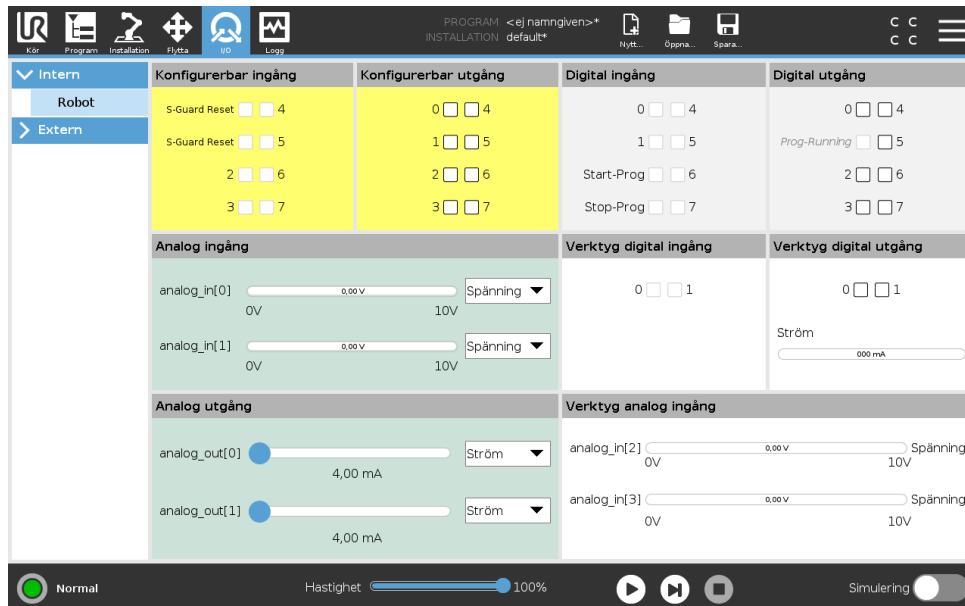 PROGRAM <ej namngiven>*
INSTALLATION default*
Kör Program Installation Flytta I/O Logg Nytt... Öppna... Spara... C C
C C
Intern
Robot
Extern
Konfigurerbar ingång
S-Guard Reset 4
S-Guard Reset 5
2 6
3 7
Konfigurerbar utgång
0 4
1 5
2 6
3 7
Digital ingång
0 4
1 5
Start-Prog 6
Stop-Prog 7
Digital utgång
0 4
Prog-Running 5
2 6
3 7
Analog ingång
analog_in[0] 0,00 V Spänning
0V 10V
analog_in[1] 0,00 V Spänning
0V 10V
Verktyg digital ingång
0 1
Verktyg digital utgång
0 1
Ström
000 mA
Analog utgång
analog_out[0] Ström
4,00 mA
analog_out[1] Ström
4,00 mA
Verktyg analog ingång
analog_in[2] 0,00 V Spänning
0V 10V
analog_in[3] 0,00 V Spänning
0V 10V
Normal Hastighet 100% Simulering